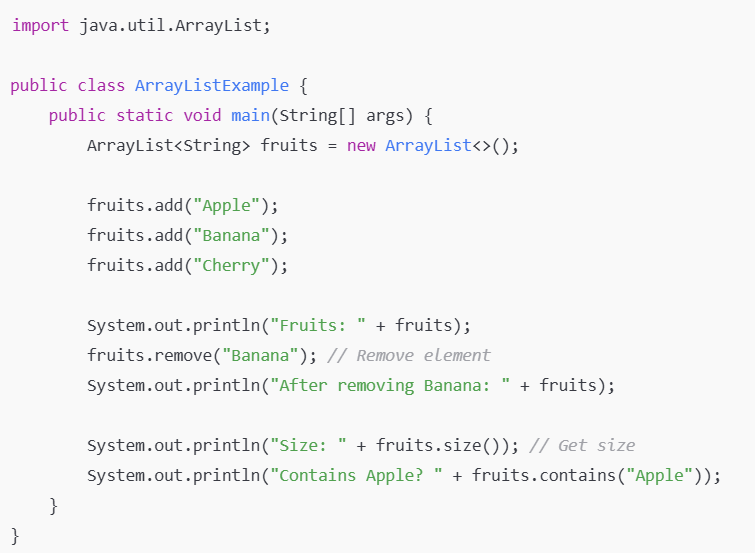 import java.util.ArrayList;

public class ArrayListExample {
    public static void main(String[] args) {
        ArrayList<String> fruits = new ArrayList<>();

        fruits.add("Apple");
        fruits.add("Banana");
        fruits.add("Cherry");

        System.out.println("Fruits: " + fruits);
        fruits.remove("Banana"); // Remove element
        System.out.println("After removing Banana: " + fruits);

        System.out.println("Size: " + fruits.size()); // Get size
        System.out.println("Contains Apple? " + fruits.contains("Apple"));
    }
}